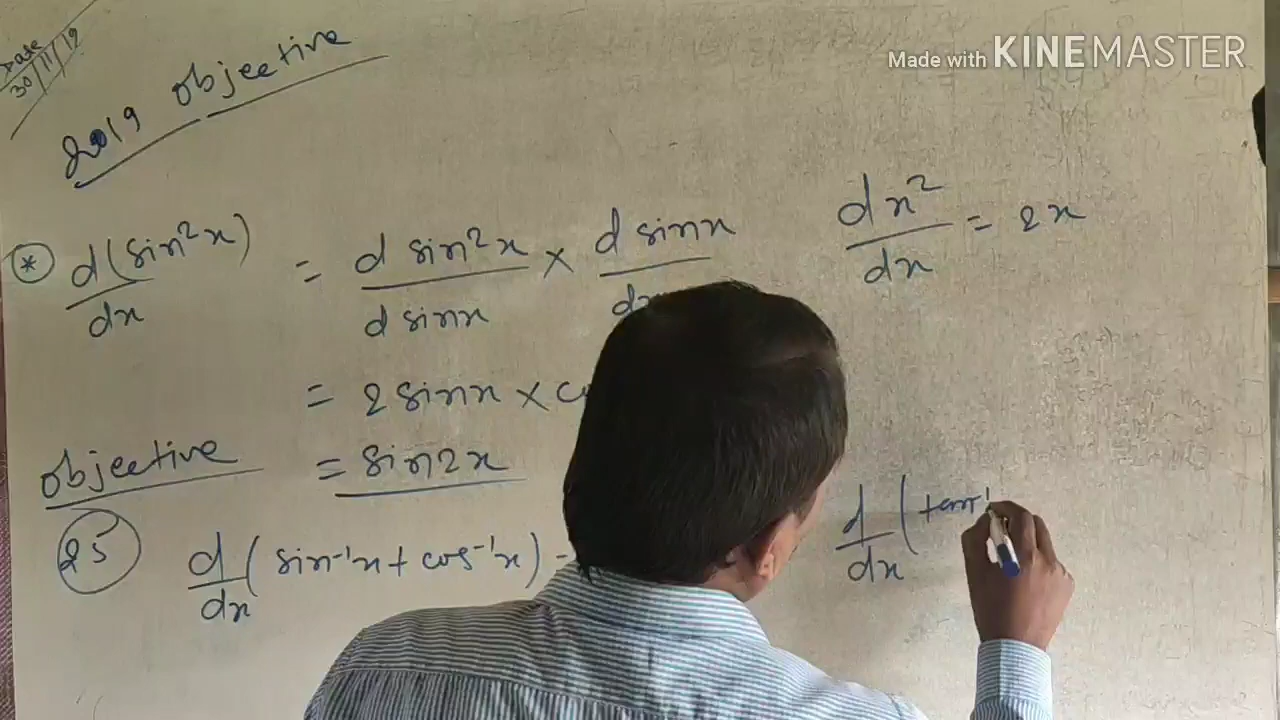 Made with KINEMASTER
Date
30/11/19
2019 objective
* d(sin²x)/dx = d sin²x/d sinx × d sinx/dx
dx²/dx = 2x
= 2 sinx ×
= sin2x
objective
25 d/dx (sin⁻¹x + cos⁻¹x)
d/dx (tan⁻¹